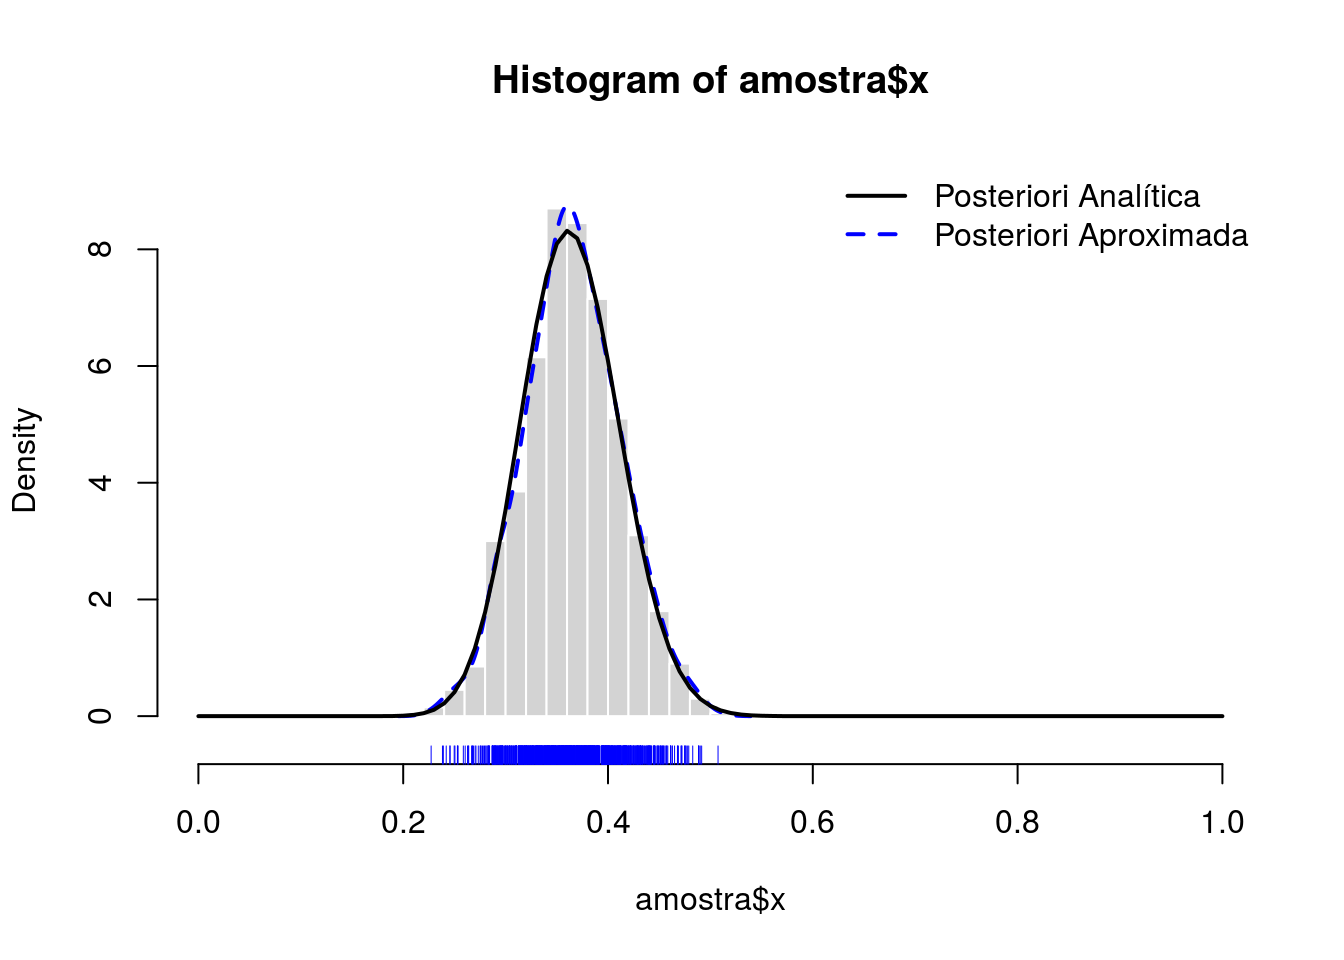 Histogram of amostra$x
Posteriori Analítica
Posteriori Aproximada
Density
8
6
4
2
0
0.0 0.2 0.4 0.6 0.8 1.0
amostra$x